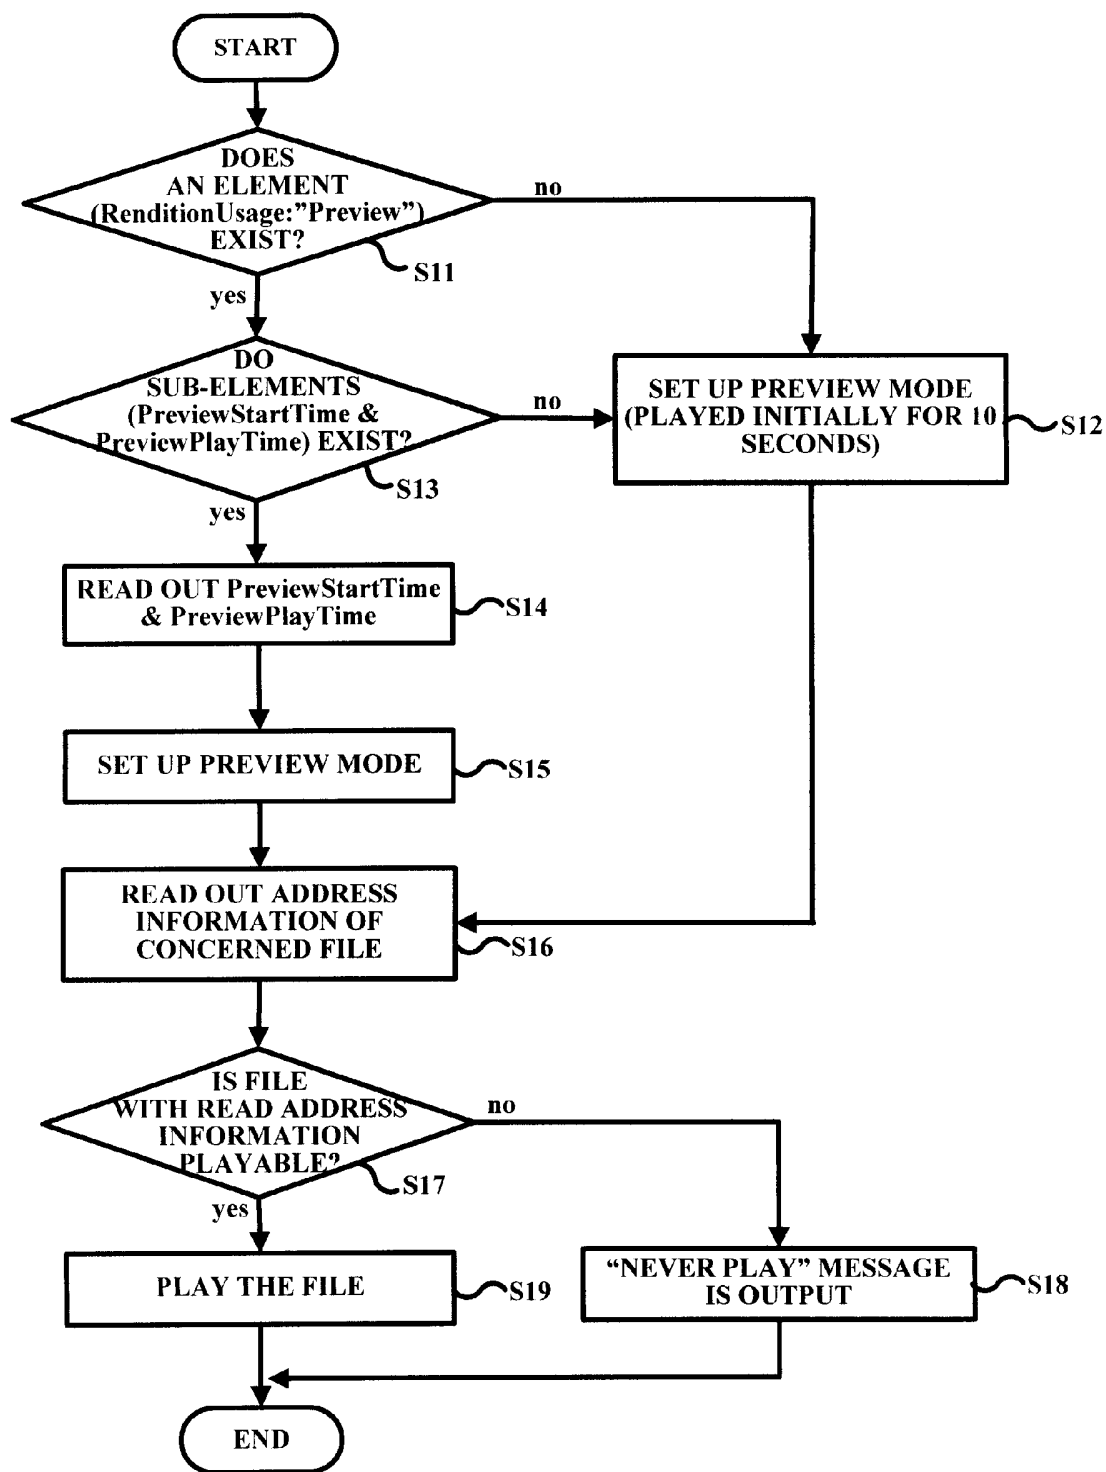 START
DOES
AN ELEMENT
(RenditionUsage:"Preview")
EXIST?
no
S11
yes
DO
SUB-ELEMENTS
(PreviewStartTime &
PreviewPlayTime) EXIST?
no
S13
yes
SET UP PREVIEW MODE
(PLAYED INITIALLY FOR 10
SECONDS)
S12
READ OUT PreviewStartTime
& PreviewPlayTime
S14
SET UP PREVIEW MODE
S15
READ OUT ADDRESS
INFORMATION OF
CONCERNED FILE
S16
IS FILE
WITH READ ADDRESS
INFORMATION
PLAYABLE?
no
S17
yes
PLAY THE FILE
S19
"NEVER PLAY" MESSAGE
IS OUTPUT
S18
END